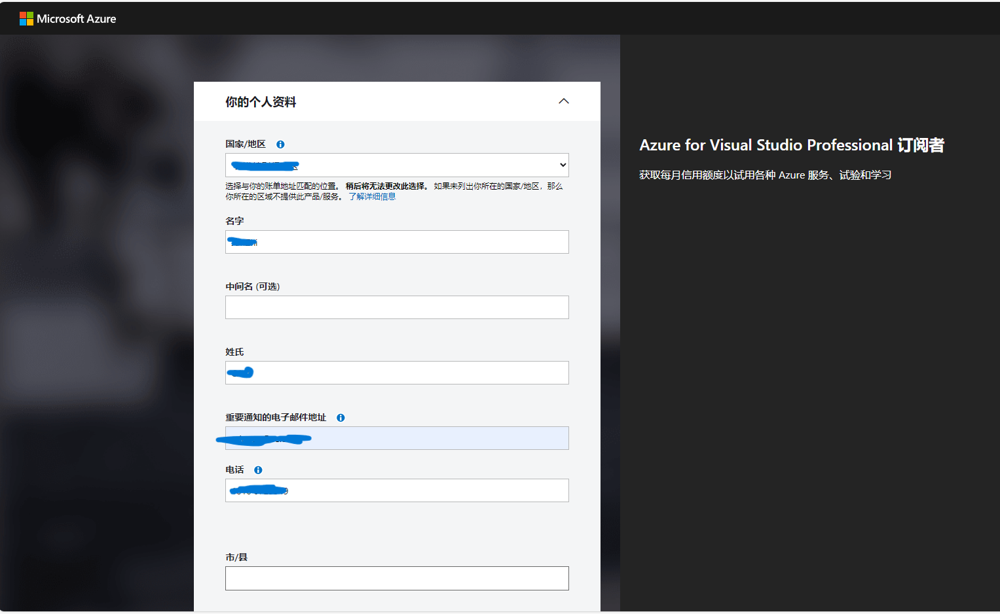 Microsoft Azure
你的个人资料
国家/地区
选择与你的账单地址匹配的位置。 稍后将无法更改此选择。 如果未列出你所在的国家/地区，那么
你所在的区域不提供此产品/服务。 了解详细信息
名字
中间名 (可选)
姓氏
重要通知的电子邮件地址
电话
市/县
Azure for Visual Studio Professional 订阅者
获取每月信用额度以试用各种 Azure 服务、试验和学习